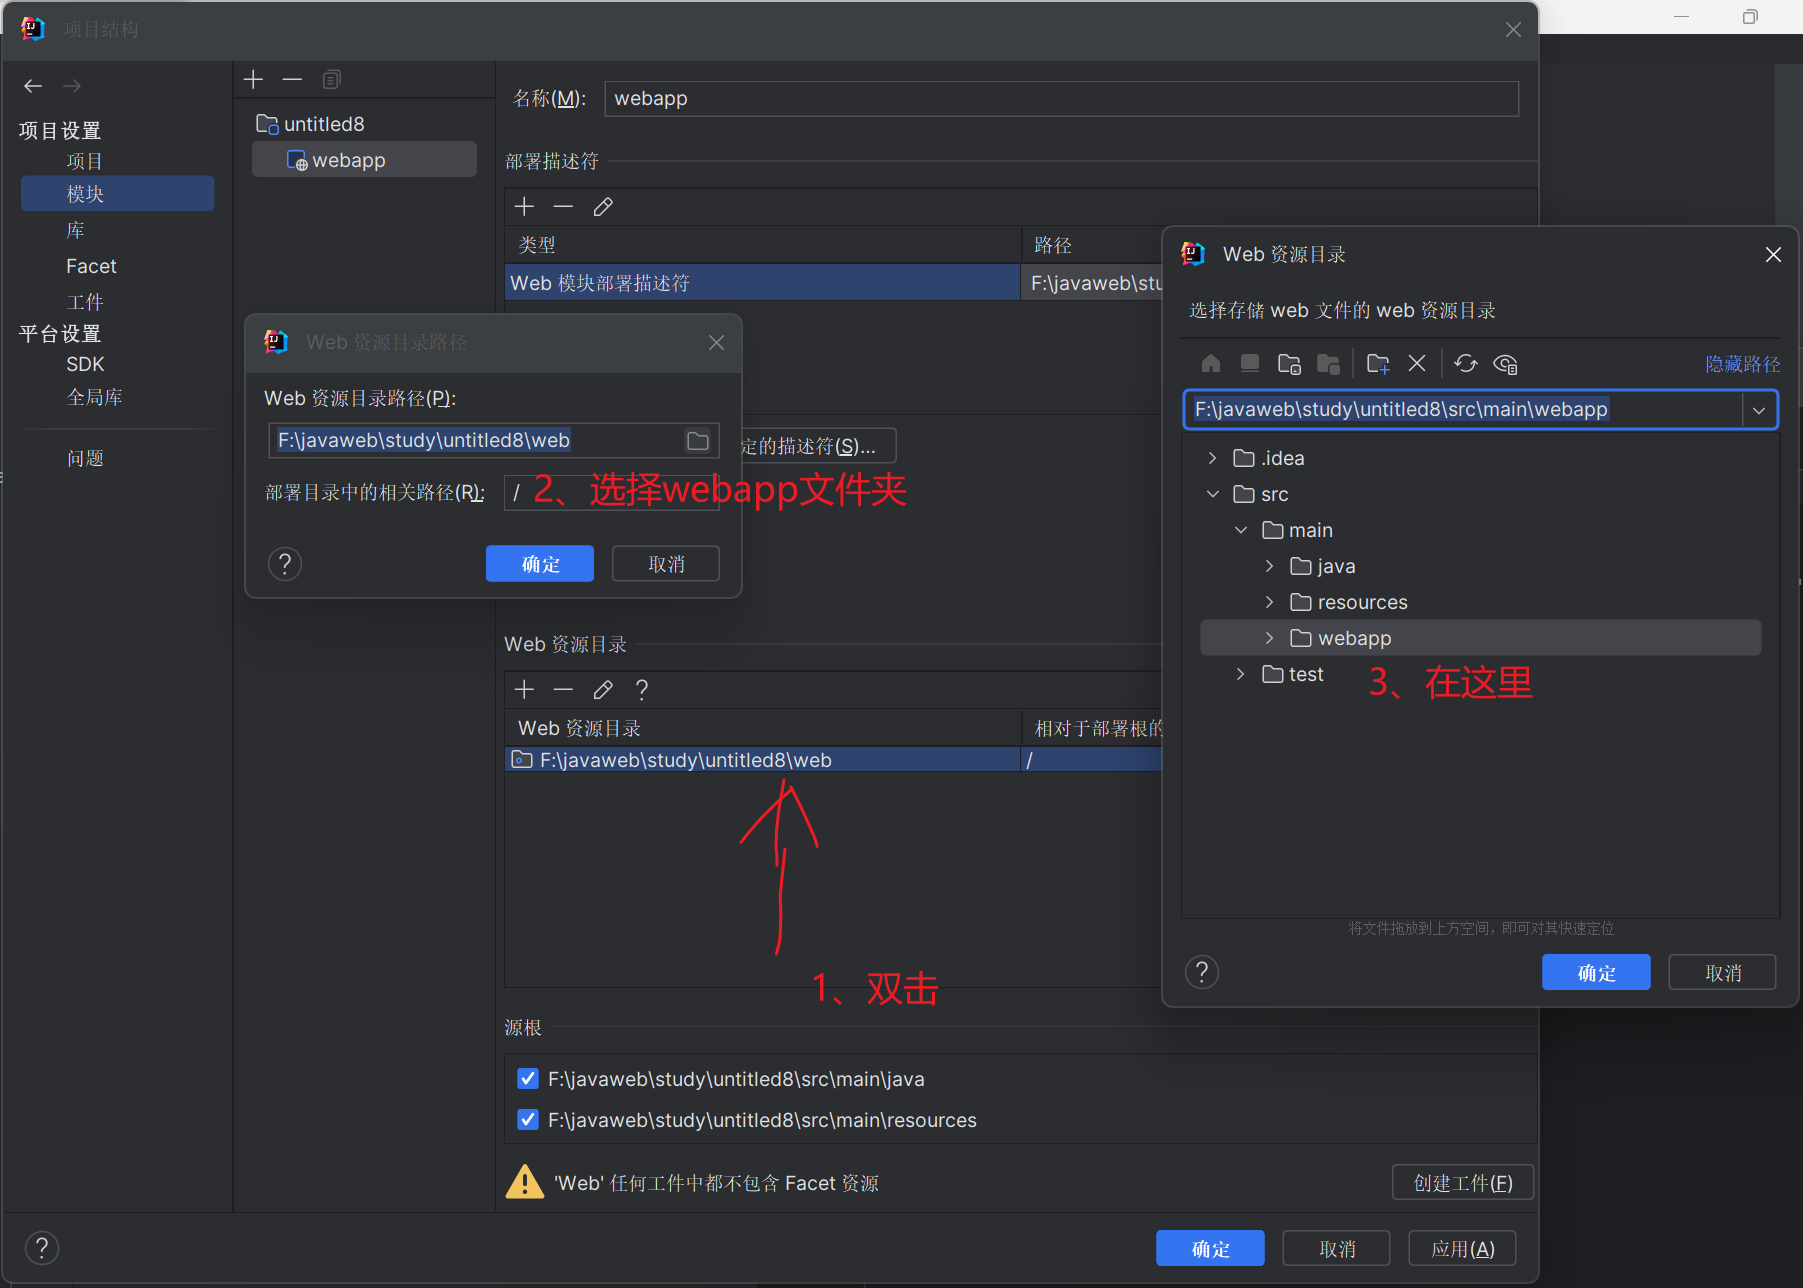 项目结构
项目设置
项目
模块
库
Facet
工件
平台设置
SDK
全局库
问题
untitled8
webapp
名称(M):
webapp
部署描述符
类型
路径
Web 模块部署描述符
F:\javaweb\stu
定的描述符(S)...
Web 资源目录路径
Web 资源目录路径(P):
F:\javaweb\study\untitled8\web
部署目录中的相关路径(R):
/
2、选择webapp文件夹
确定
取消
Web 资源目录
Web 资源目录
相对于部署根的
F:\javaweb\study\untitled8\web
/
1、双击
源根
F:\javaweb\study\untitled8\src\main\java
F:\javaweb\study\untitled8\src\main\resources
'Web' 任何工件中都不包含 Facet 资源
创建工件(F)
确定
取消
应用(A)
Web 资源目录
选择存储 web 文件的 web 资源目录
隐藏路径
F:\javaweb\study\untitled8\src\main\webapp
.idea
src
main
java
resources
webapp
test
3、在这里
将文件拖放到上方空间，即可对其快速定位
确定
取消